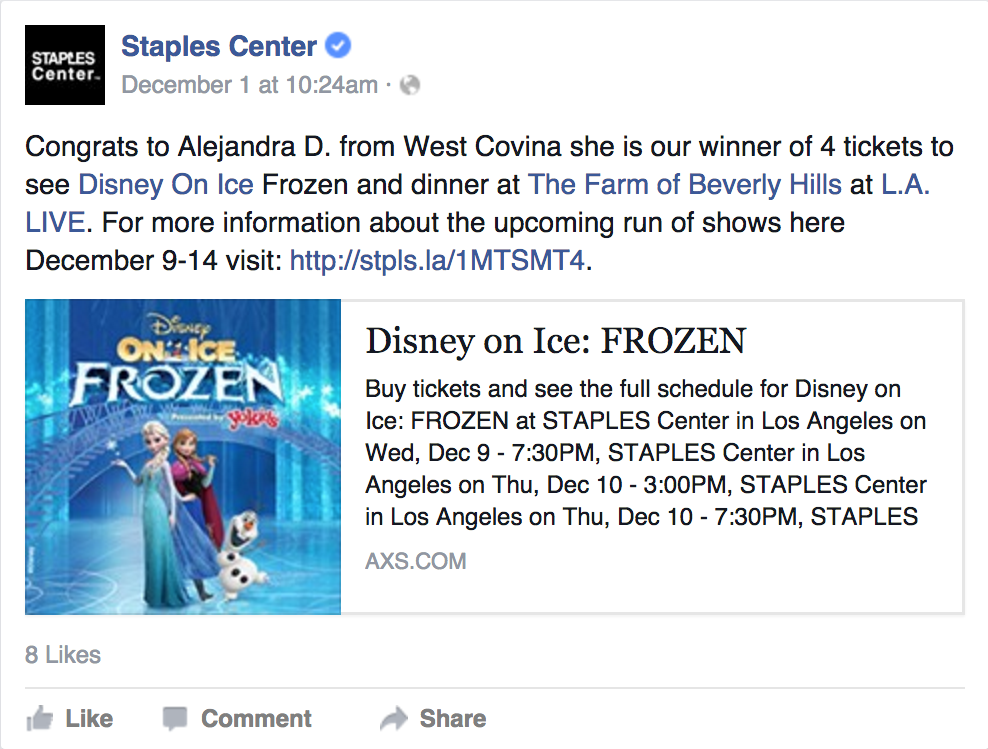 STAPLES
Center™
Staples Center
December 1 at 10:24am ·
Congrats to Alejandra D. from West Covina she is our winner of 4 tickets to
see Disney On Ice Frozen and dinner at The Farm of Beverly Hills at L.A.
LIVE. For more information about the upcoming run of shows here
December 9-14 visit: http://stpls.la/1MTSMT4.
Disney
ON ICE
FROZEN
Presented by Yokids
Disney on Ice: FROZEN
Buy tickets and see the full schedule for Disney on
Ice: FROZEN at STAPLES Center in Los Angeles on
Wed, Dec 9 - 7:30PM, STAPLES Center in Los
Angeles on Thu, Dec 10 - 3:00PM, STAPLES Center
in Los Angeles on Thu, Dec 10 - 7:30PM, STAPLES
AXS.COM
8 Likes
Like
Comment
Share